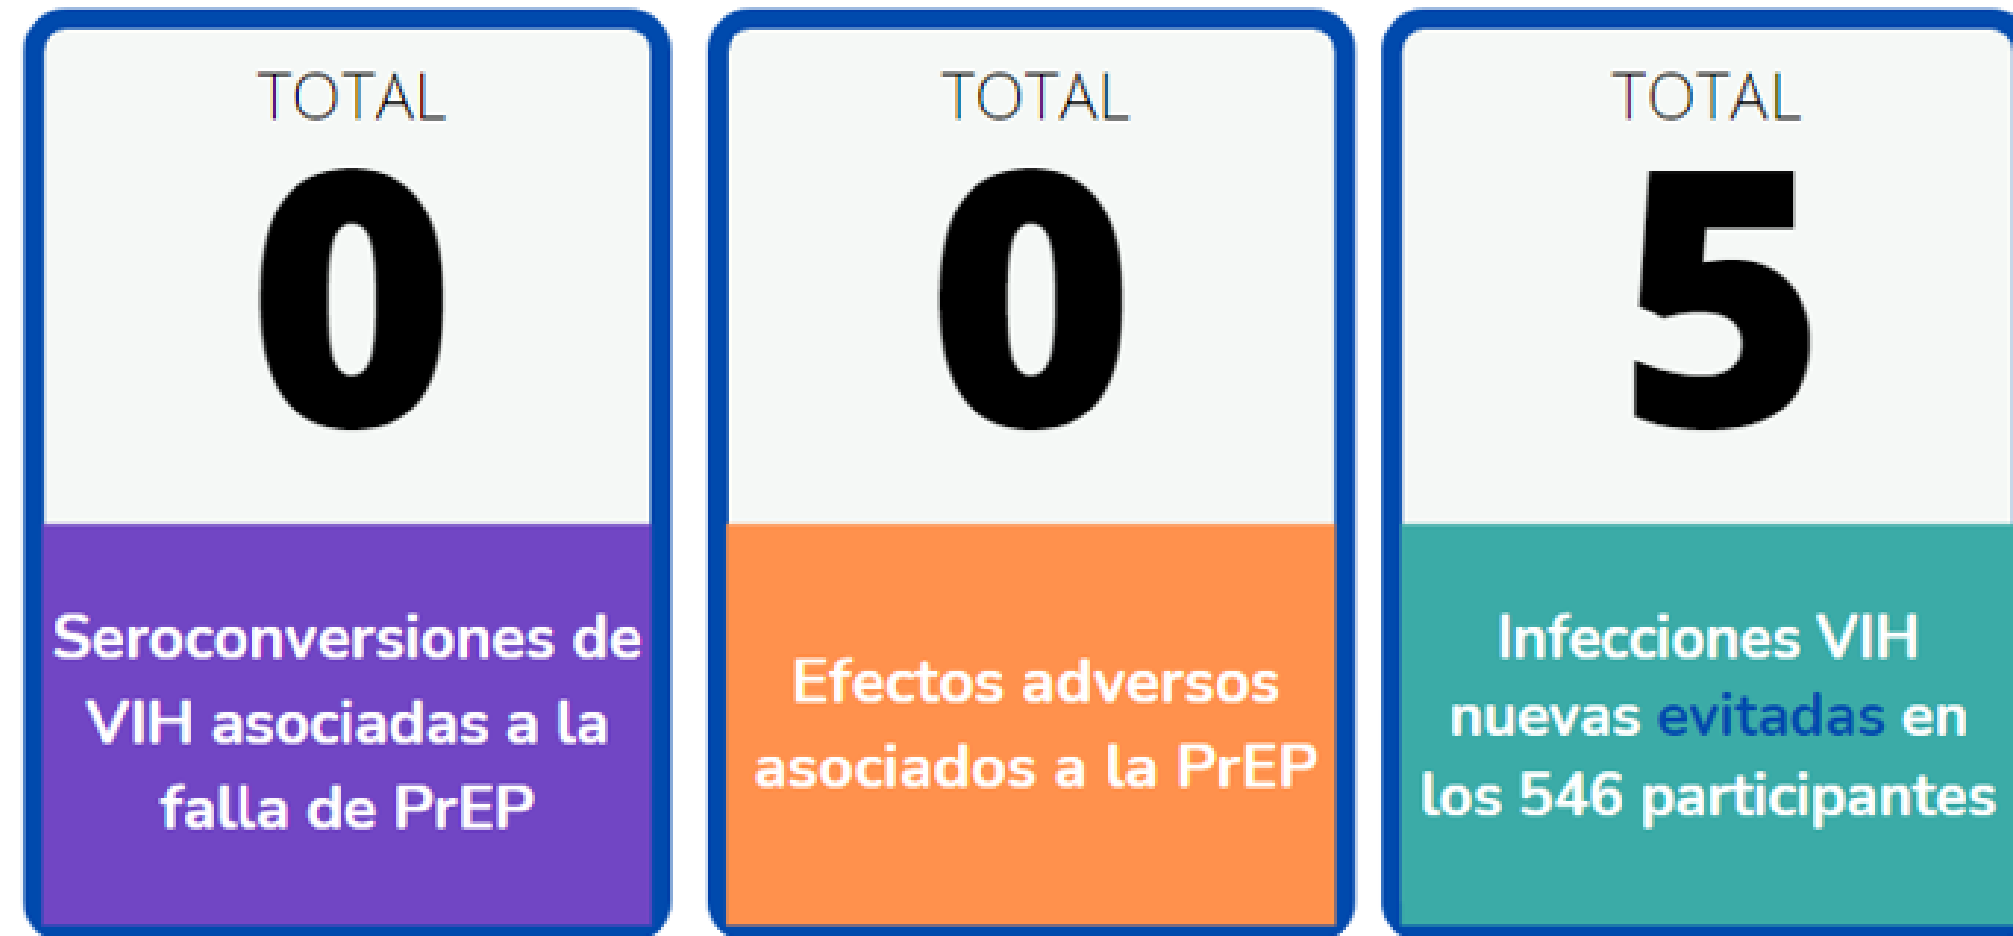 TOTAL
0
Seroconversiones de
VIH asociadas a la
falla de PrEP
TOTAL
0
Efectos adversos
asociados a la PrEP
TOTAL
5
Infecciones VIH
nuevas evitadas en
los 546 participantes